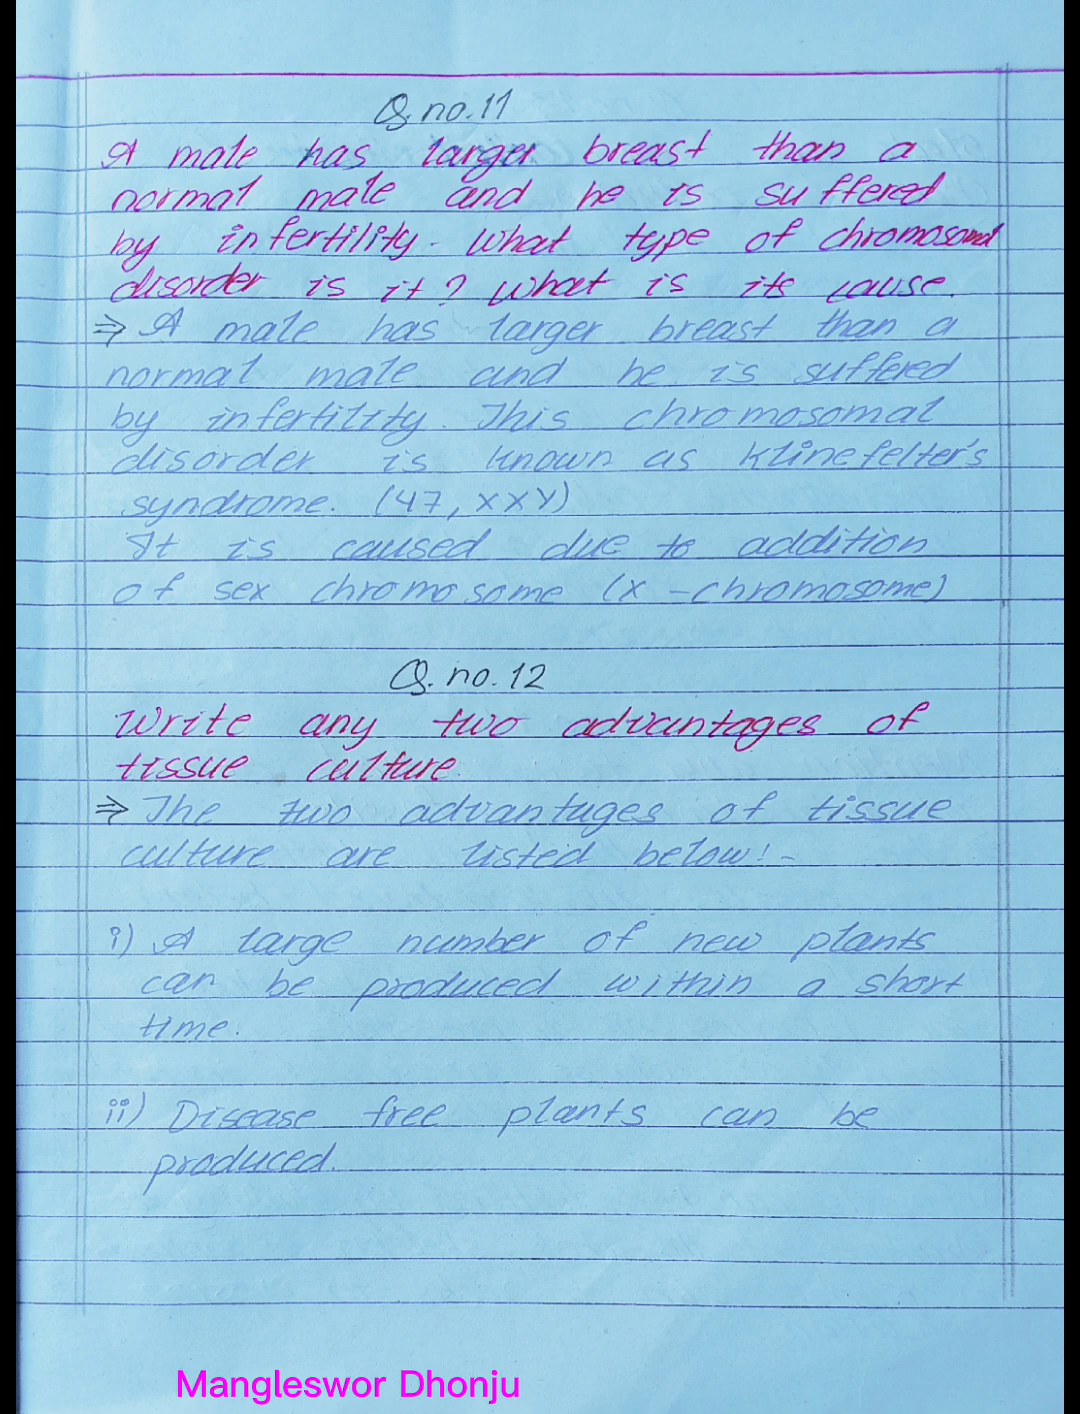 Q. no. 11
A male has larger breast than a
normal male and he is suffered
by infertility. What type of chromosomal
disorder is it? What is its cause.
⇒ A male has larger breast than a
normal male and he is suffered
by infertility. This chromosomal
disorder is known as Klinefelter's
syndrome. (47, XXY)
It is caused due to addition
of sex chromosome (X - chromosome)
Q. no. 12
Write any two advantages of
tissue culture.
⇒ The two advantages of tissue
culture are listed below:-
i) A large number of new plants
can be produced within a short
time.
ii) Disease free plants can be
produced.
Mangleswor Dhonju